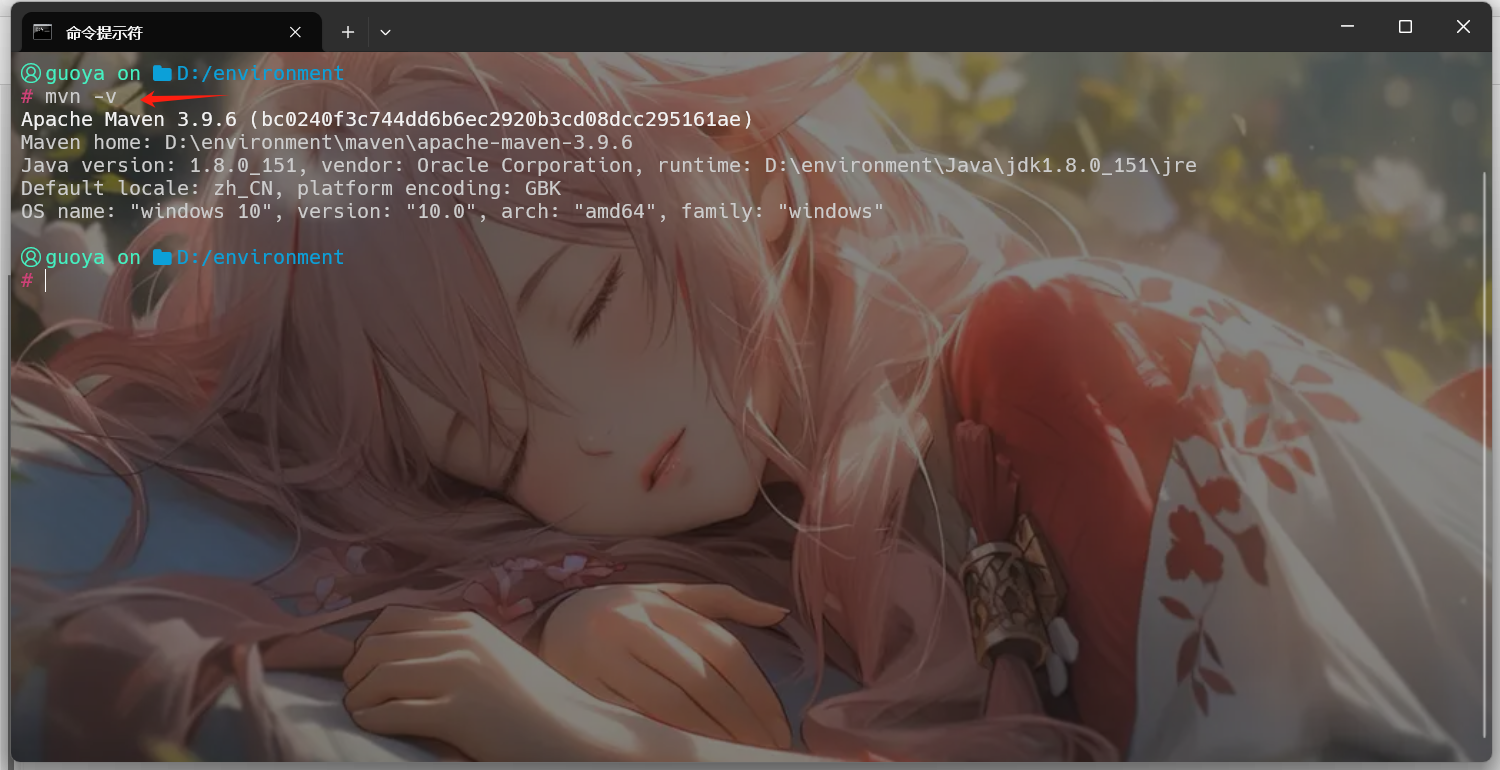 命令提示符
guoya on D:/environment
# mvn -v
Apache Maven 3.9.6 (bc0240f3c744dd6b6ec2920b3cd08dcc295161ae)
Maven home: D:\environment\maven\apache-maven-3.9.6
Java version: 1.8.0_151, vendor: Oracle Corporation, runtime: D:\environment\Java\jdk1.8.0_151\jre
Default locale: zh_CN, platform encoding: GBK
OS name: "windows 10", version: "10.0", arch: "amd64", family: "windows"
guoya on D:/environment
#